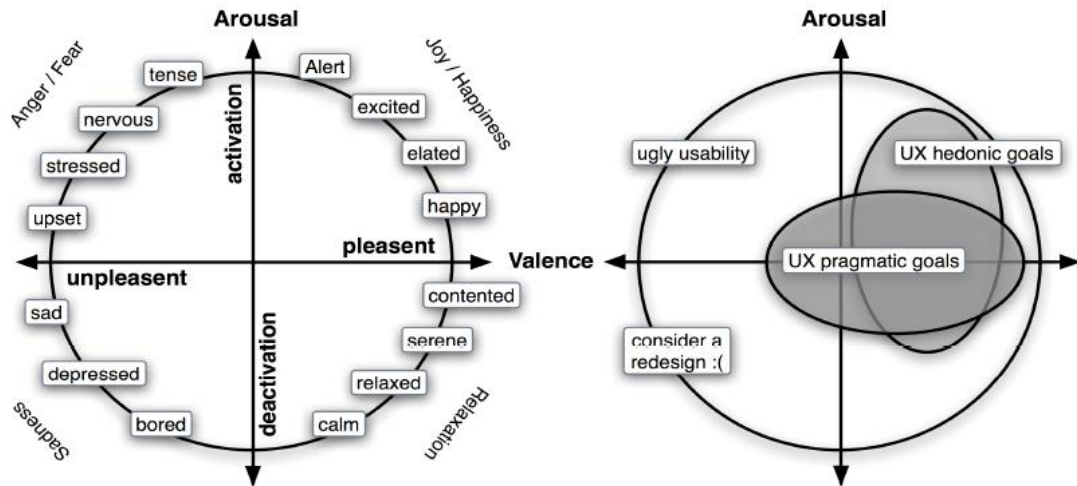 Arousal
Anger / Fear
Joy / Happiness
tense
Alert
nervous
excited
stressed
elated
upset
happy
activation
pleasent
unpleasent
Valence
sad
contented
serene
depressed
relaxed
deactivation
bored
calm
Sadness
Relaxation
Arousal
ugly usability
UX hedonic goals
UX pragmatic goals
consider a
redesign :(